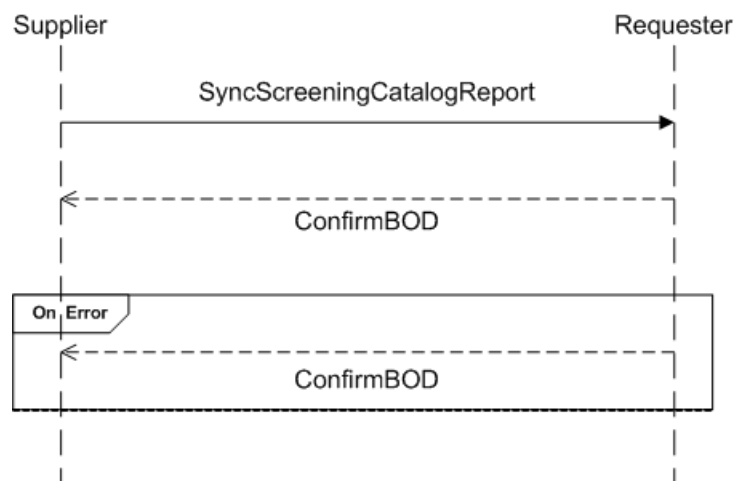 Supplier
Requester
SyncScreeningCatalogReport
ConfirmBOD
On Error
ConfirmBOD